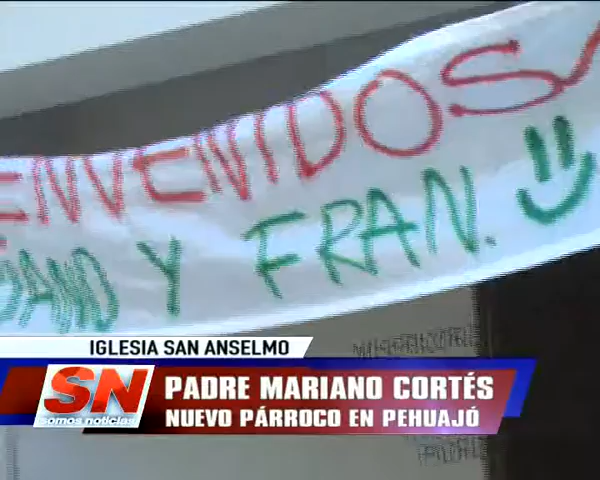 ENVENIDOS A
Y FRAN.
IGLESIA SAN ANSELMO
SN
somos noticias
PADRE MARIANO CORTÉS
NUEVO PÁRROCO EN PEHUAJÓ